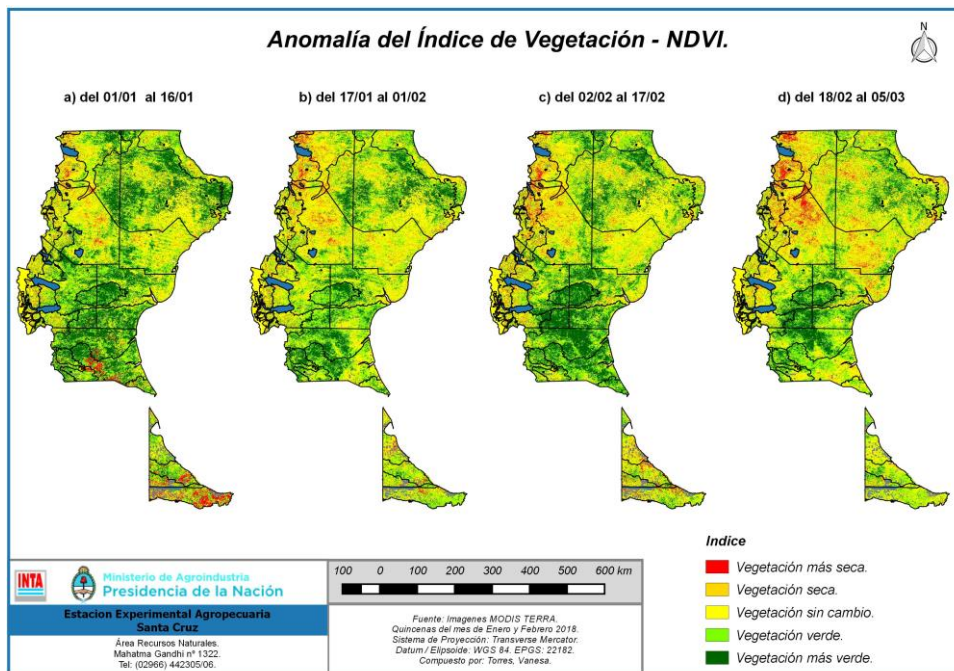 Anomalía del Índice de Vegetación - NDVI.
N
a) del 01/01 al 16/01
b) del 17/01 al 01/02
c) del 02/02 al 17/02
d) del 18/02 al 05/03
Indice
Vegetación más seca.
Vegetación seca.
Vegetación sin cambio.
Vegetación verde.
Vegetación más verde.
INTA
Ministerio de Agroindustria
Presidencia de la Nación
Estacion Experimental Agropecuaria
Santa Cruz
Área Recursos Naturales.
Mahatma Gandhi nº 1322.
Tel: (02966) 442305/06.
100 0 100 200 300 400 500 600 km
Fuente: Imagenes MODIS TERRA.
Quincenas del mes de Enero y Febrero 2018.
Sistema de Projección: Transverse Mercator.
Datum / Elipsoide: WGS 84. EPGS: 22182.
Compuesto por: Torres, Vanesa.